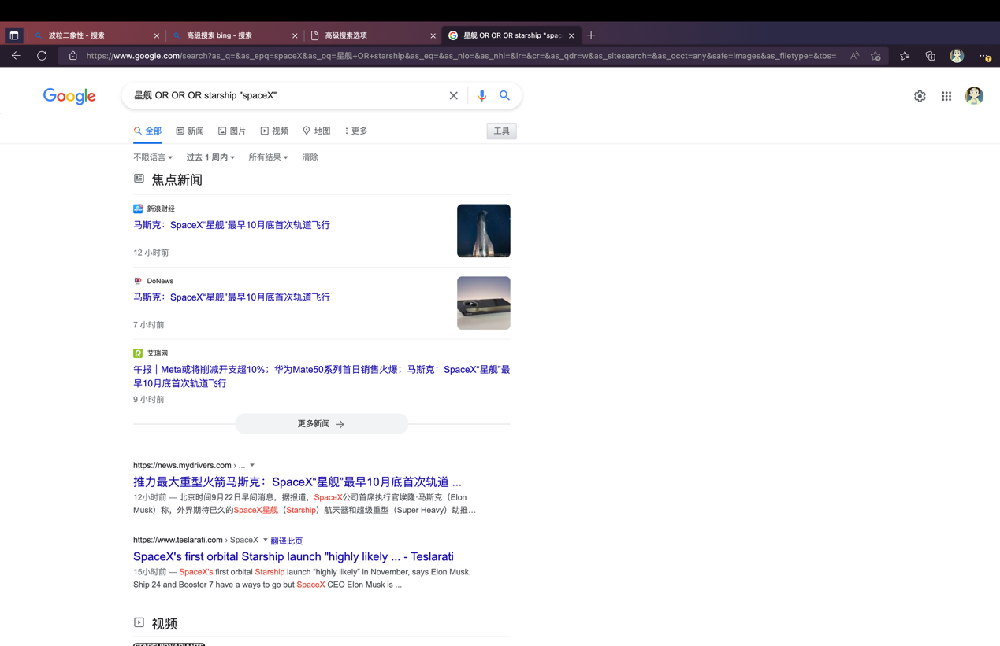 波粒二象性 - 搜索
高级搜索 bing - 搜索
高级搜索选项
星舰 OR OR OR starship "spac
https://www.google.com/search?as_q=&as_epq=spaceX&as_oq=星舰+OR+starship&as_eq=&as_nlo=&as_nhi=&lr=&cr=&as_qdr=w&as_sitesearch=&as_occt=any&safe=images&as_filetype=&tbs=
Google
星舰 OR OR OR starship "spaceX"
全部 新闻 图片 视频 地图 更多 工具
不限语言 过去 1 周内 所有结果 清除
焦点新闻
新浪财经
马斯克：SpaceX“星舰”最早10月底首次轨道飞行
12 小时前
DoNews
马斯克：SpaceX“星舰”最早10月底首次轨道飞行
7 小时前
艾瑞网
午报｜Meta或将削减开支超10%；华为Mate50系列首日销售火爆；马斯克：SpaceX“星舰”最
早10月底首次轨道飞行
9 小时前
更多新闻
https://news.mydrivers.com › ...
推力最大重型火箭马斯克：SpaceX“星舰”最早10月底首次轨道 ...
12小时前 — 北京时间9月22日早间消息，据报道，SpaceX公司首席执行官埃隆·马斯克（Elon
Musk）称，外界期待已久的SpaceX星舰（Starship）航天器和超级重型（Super Heavy）助推…
https://www.teslarati.com › SpaceX 翻译此页
SpaceX's first orbital Starship launch "highly likely ... - Teslarati
15小时前 — SpaceX's first orbital Starship launch “highly likely” in November, says Elon Musk.
Ship 24 and Booster 7 have a ways to go but SpaceX CEO Elon Musk is ...
视频